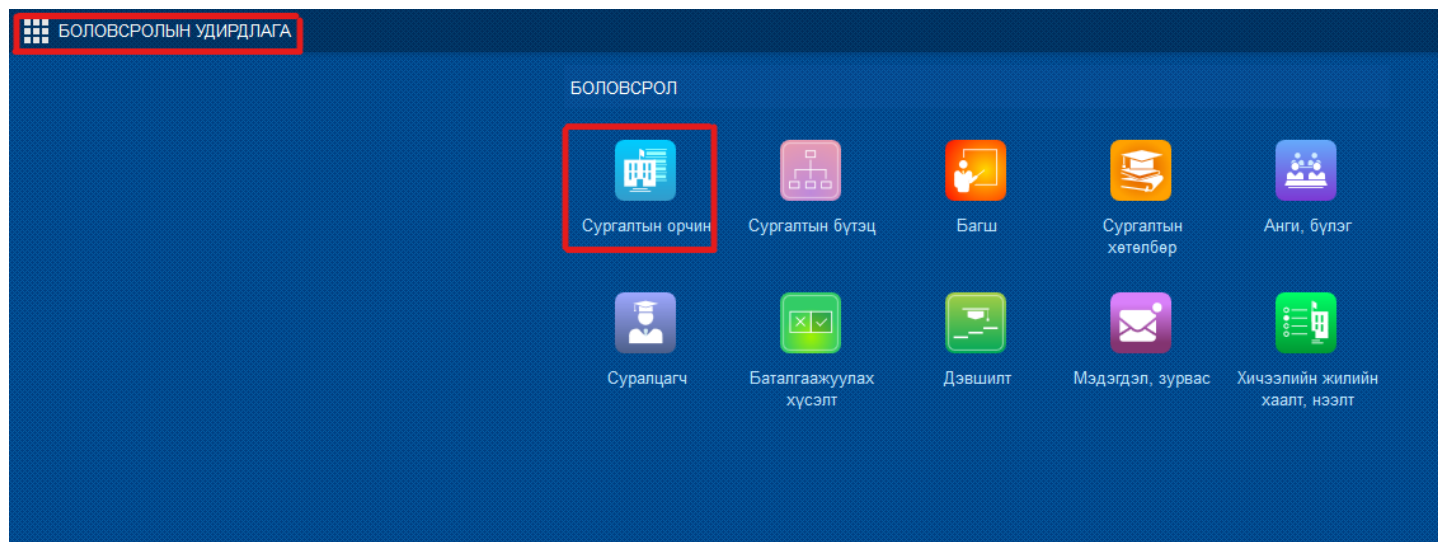 БОЛОВСРОЛЫН УДИРДЛАГА
БОЛОВСРОЛ
Сургалтын орчин
Сургалтын бүтэц
Багш
Сургалтын
хөтөлбөр
Анги, бүлэг
Суралцагч
Баталгаажуулах
хүсэлт
Дэвшилт
Мэдэгдэл, зурвас
Хичээлийн жилийн
хаалт, нээлт